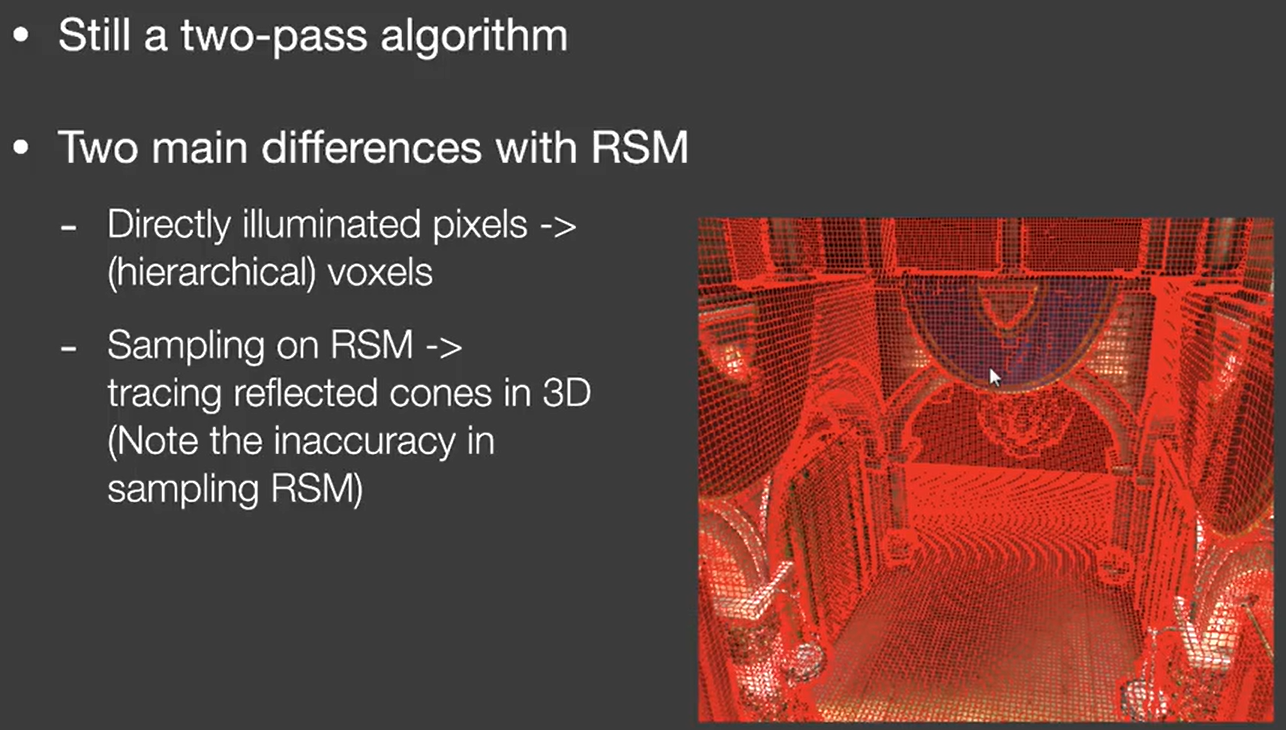 • Still a two-pass algorithm
• Two main differences with RSM
- Directly illuminated pixels ->
(hierarchical) voxels
- Sampling on RSM ->
tracing reflected cones in 3D
(Note the inaccuracy in
sampling RSM)